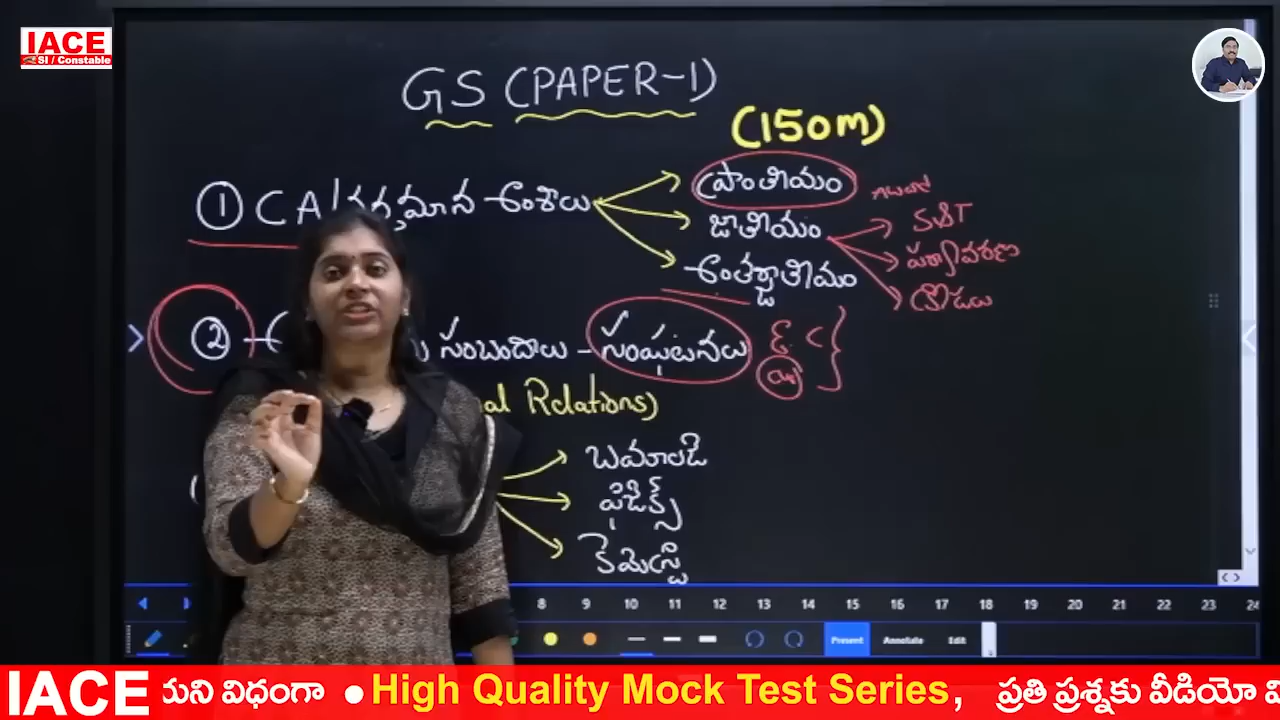 IACE
SI / Constable
GS (PAPER-1)
(150m)
① CA/వర్తమాన అంశాలు
ప్రాంతీయం
జాతీయం
అంతర్జాతీయం
S&T
పర్యావరణ
క్రీడలు
② సంబందాలు - సంఘటనలు
Relations)
బయాలజీ
ఫిజిక్స్
కెమిస్ట్రీ
8 9 10 11 12 13 14 15 16 17 18 19 20 21 22 23 24
Present Annotate Edit
IACE మని విధంగా ● High Quality Mock Test Series, ప్రతి ప్రశ్నకు వీడియో వి